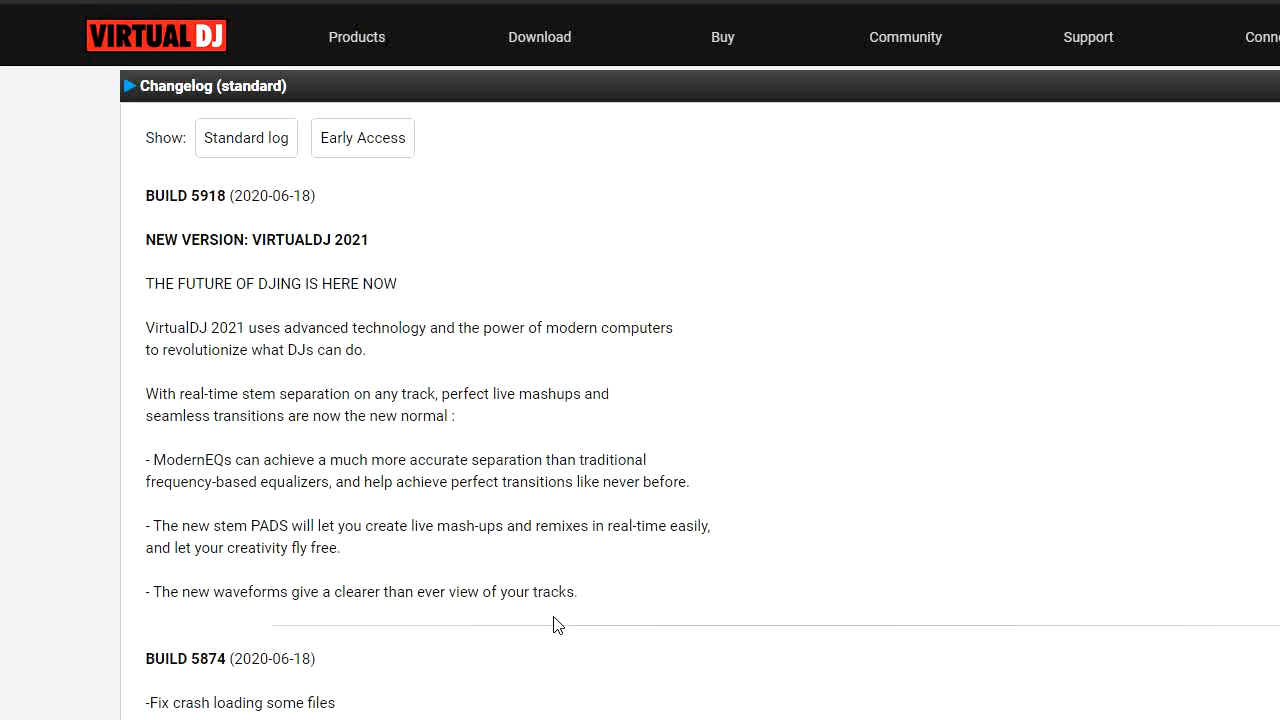 VIRTUAL DJ
Products
Download
Buy
Community
Support
Conn
Changelog (standard)
Show: Standard log Early Access
BUILD 5918 (2020-06-18)
NEW VERSION: VIRTUALDJ 2021
THE FUTURE OF DJING IS HERE NOW
VirtualDJ 2021 uses advanced technology and the power of modern computers
to revolutionize what DJs can do.
With real-time stem separation on any track, perfect live mashups and
seamless transitions are now the new normal :
- ModernEQs can achieve a much more accurate separation than traditional
frequency-based equalizers, and help achieve perfect transitions like never before.
- The new stem PADS will let you create live mash-ups and remixes in real-time easily,
and let your creativity fly free.
- The new waveforms give a clearer than ever view of your tracks.
BUILD 5874 (2020-06-18)
-Fix crash loading some files